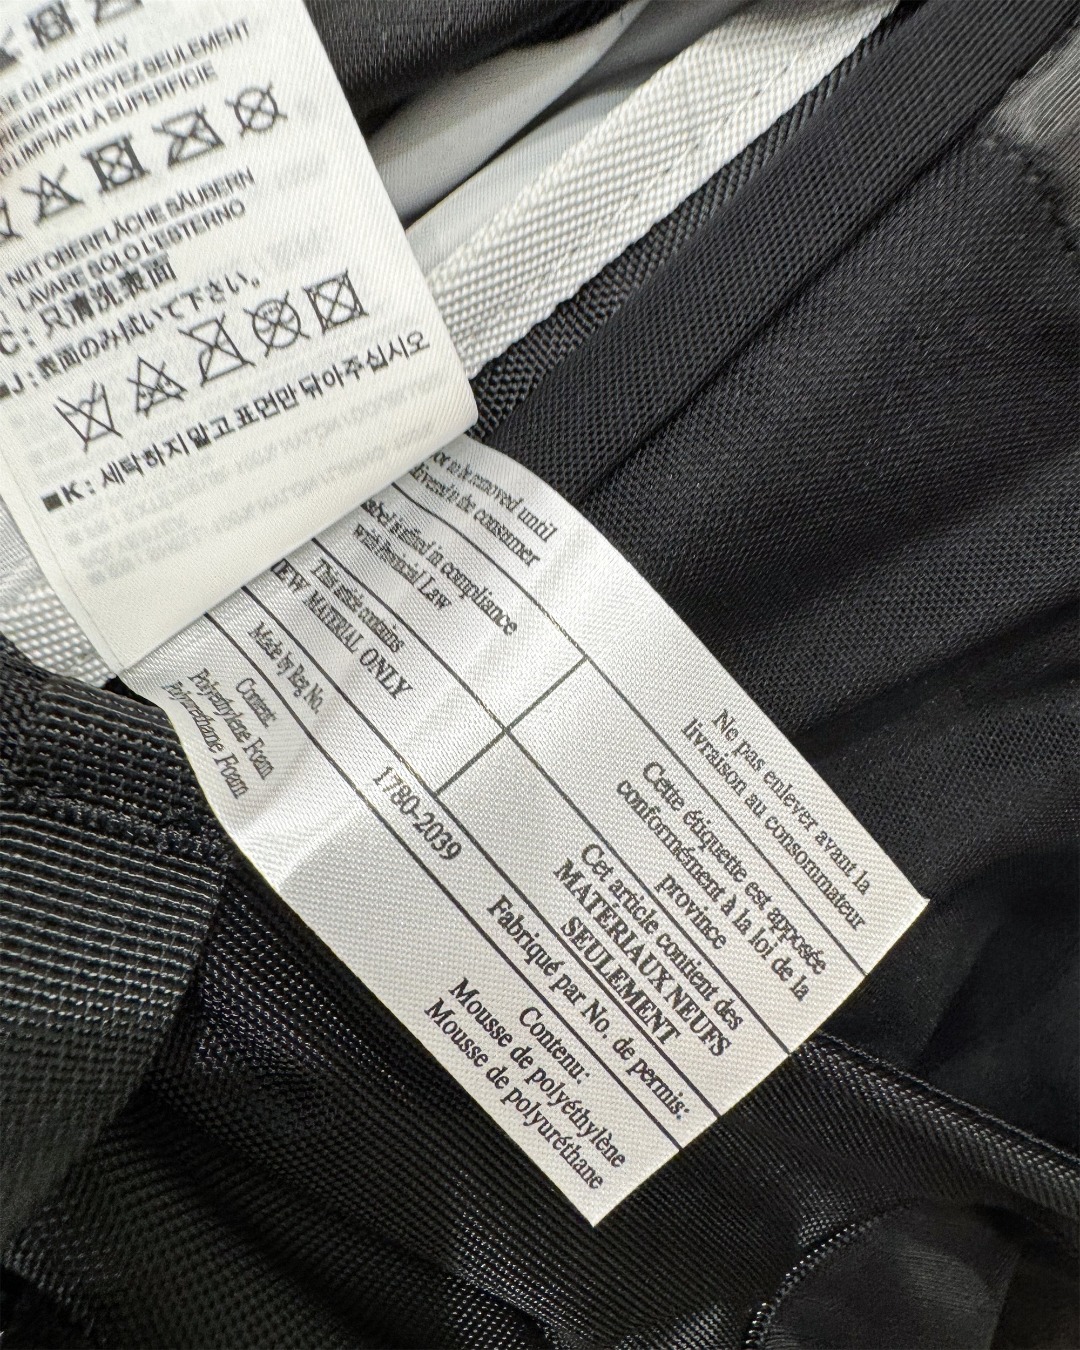 CLEAN ONLY
NETTOYEZ SEULEMENT
LIMPIAR LA SUPERFICIE
NUT OBERFLÄCHE SÄUBERN
LAVARE SOLO L'ESTERNO
C : 只清洗表面
■J : 表面のみ拭いて下さい。
■K : 세탁하지 말고 표면만 닦아주십시오
to be removed until
to the consumer
is affixed in compliance
with Provincial Law
This article contains
NEW MATERIAL ONLY
Made by Reg No.
Content:
Polyethylene Foam
Polyurethane Foam
1780-2039
Ne pas enlever avant la
livraison au consommateur
Cette étiquette est apposée
conformément à la loi de la
province
Cet article contient des
MATÉRIAUX NEUFS
SEULEMENT
Fabriqué par No. de permis:
Contenu:
Mousse de polyéthylène
Mousse de polyuréthane